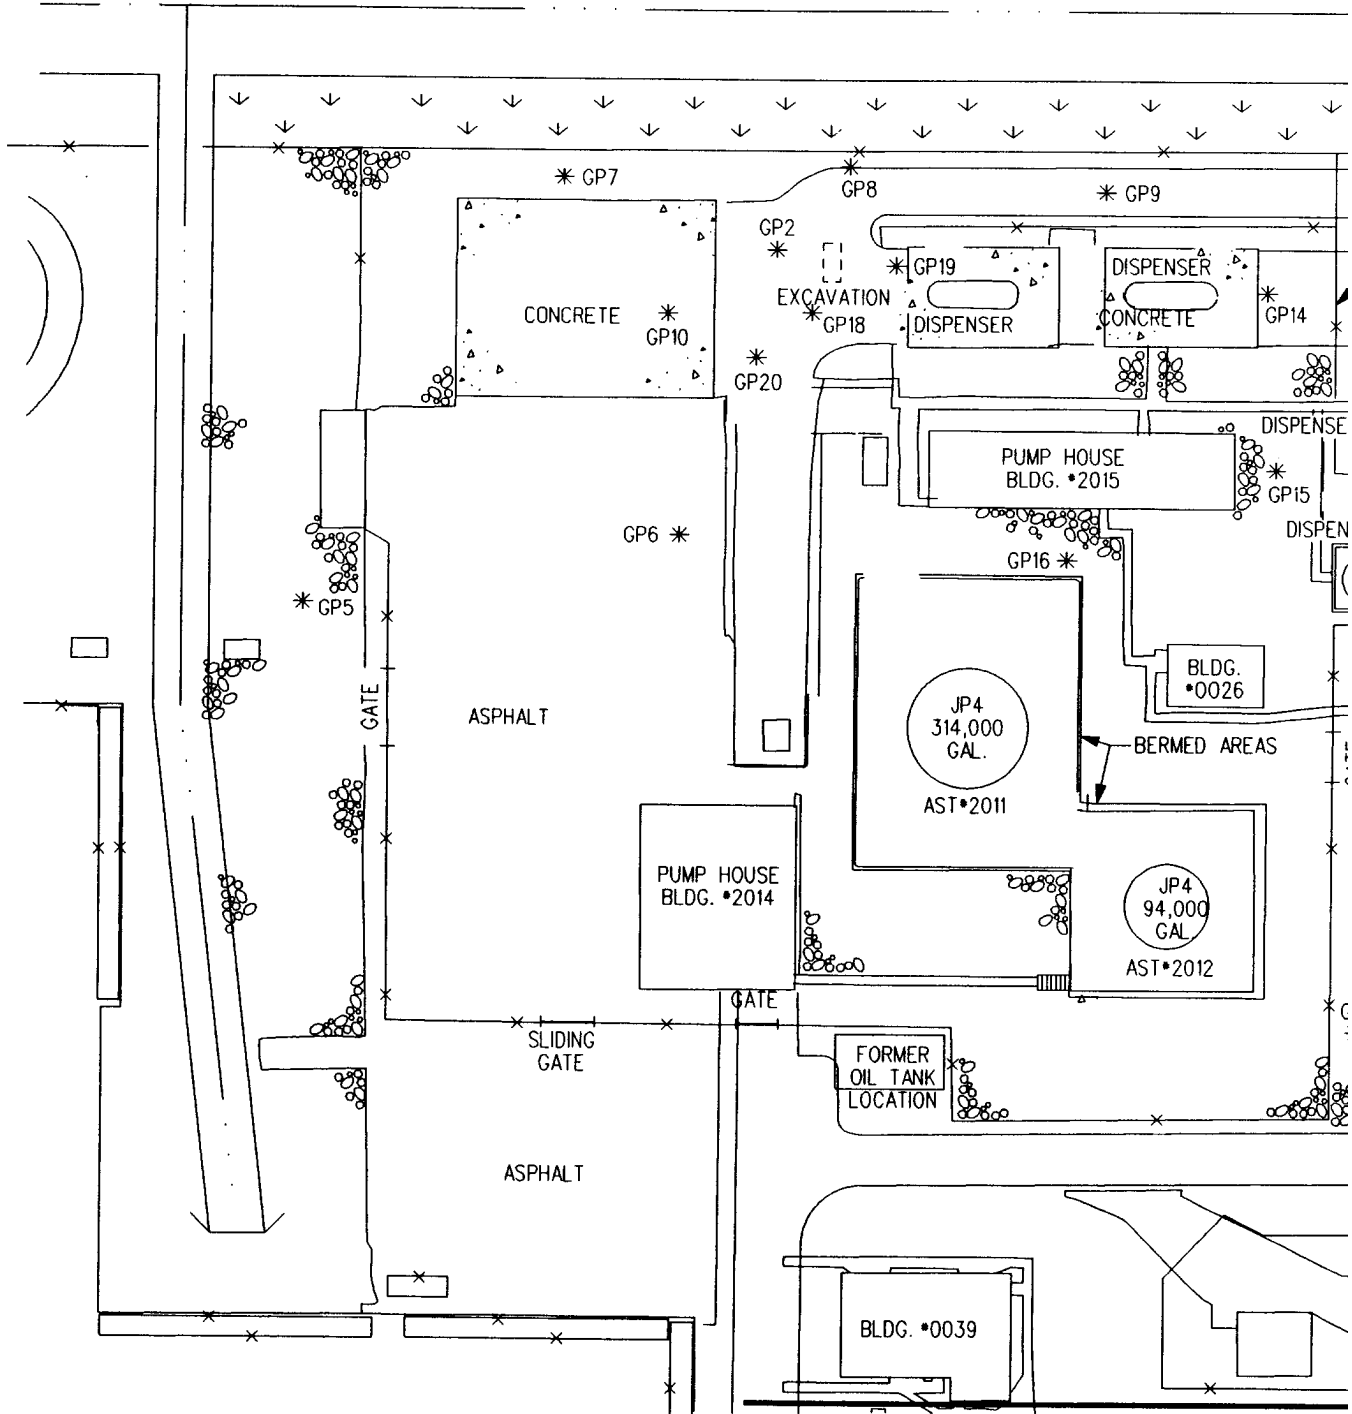 GP7
GP8
GP9
GP2
GP19
DISPENSER
EXCAVATION
CONCRETE
GP10
GP18
DISPENSER
CONCRETE
GP14
GP20
DISPENSE
PUMP HOUSE
BLDG. #2015
GP15
GP6
DISPEN
GP16
GP5
BLDG.
#0026
GATE
ASPHALT
JP4
314,000
GAL.
BERMED AREAS
AST#2011
PUMP HOUSE
BLDG. #2014
JP4
94,000
GAL.
AST#2012
GATE
SLIDING
GATE
FORMER
OIL TANK
LOCATION
ASPHALT
BLDG. #0039